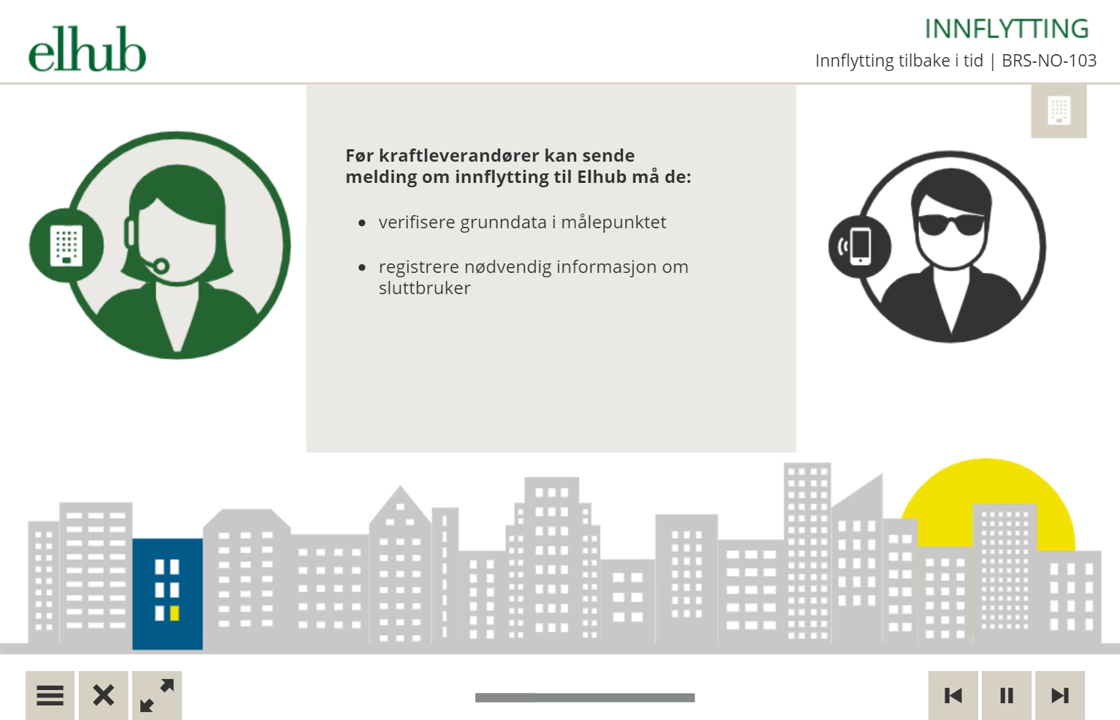 elhub
INNFLYTTING
Innflytting tilbake i tid | BRS-NO-103
Før kraftleverandører kan sende
melding om innflytting til Elhub må de:
• verifisere grunndata i målepunktet
• registrere nødvendig informasjon om
sluttbruker